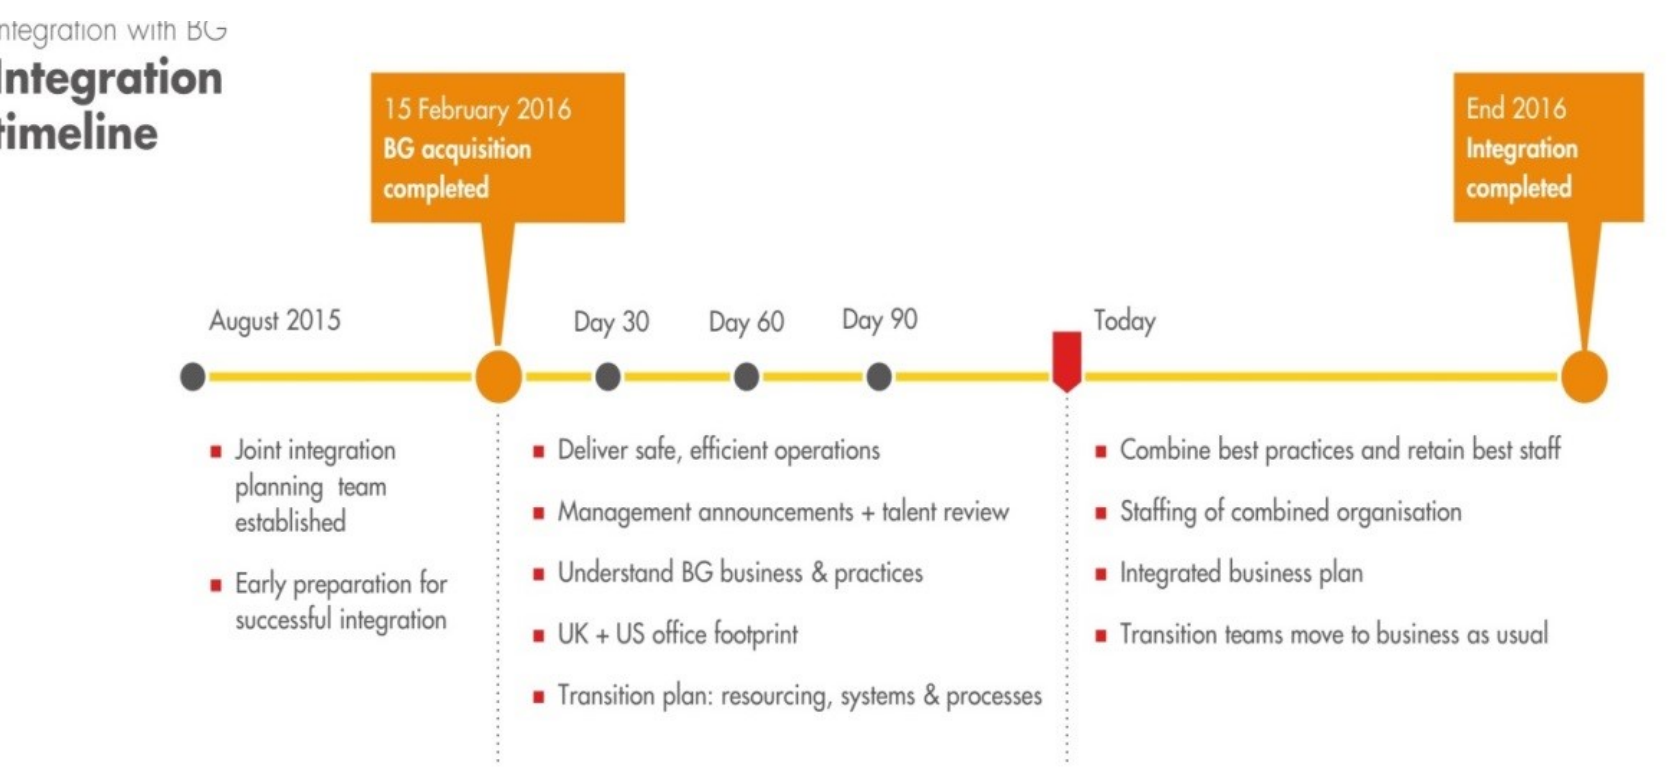 ntegration with BG
Integration
timeline
15 February 2016
BG acquisition
completed
End 2016
Integration
completed
August 2015
Day 30
Day 60
Day 90
Today
▪ Joint integration
planning team
established
▪ Early preparation for
successful integration
▪ Deliver safe, efficient operations
▪ Management announcements + talent review
▪ Understand BG business & practices
▪ UK + US office footprint
▪ Transition plan: resourcing, systems & processes
▪ Combine best practices and retain best staff
▪ Staffing of combined organisation
▪ Integrated business plan
▪ Transition teams move to business as usual